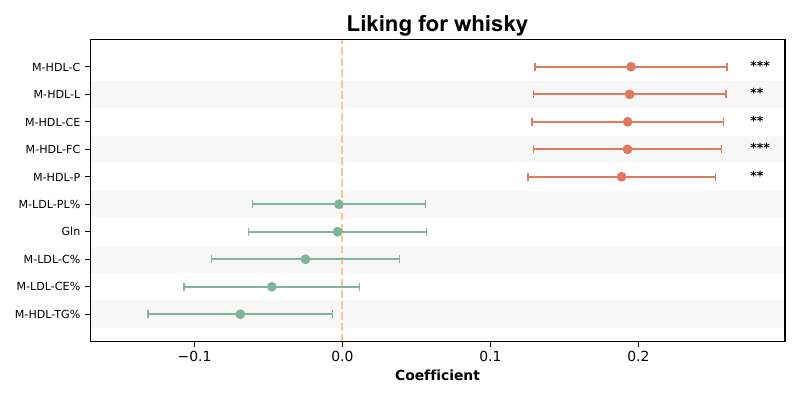 Liking for whisky
M-HDL-C ***
M-HDL-L **
M-HDL-CE **
M-HDL-FC ***
M-HDL-P **
M-LDL-PL%
Gln
M-LDL-C%
M-LDL-CE%
M-HDL-TG%
−0.1 0.0 0.1 0.2
Coefficient